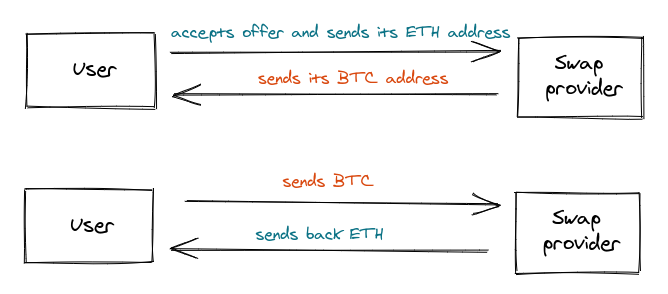 accepts offer and sends its ETH address
User
Swap
provider
sends its BTC address
sends BTC
User
Swap
provider
sends back ETH